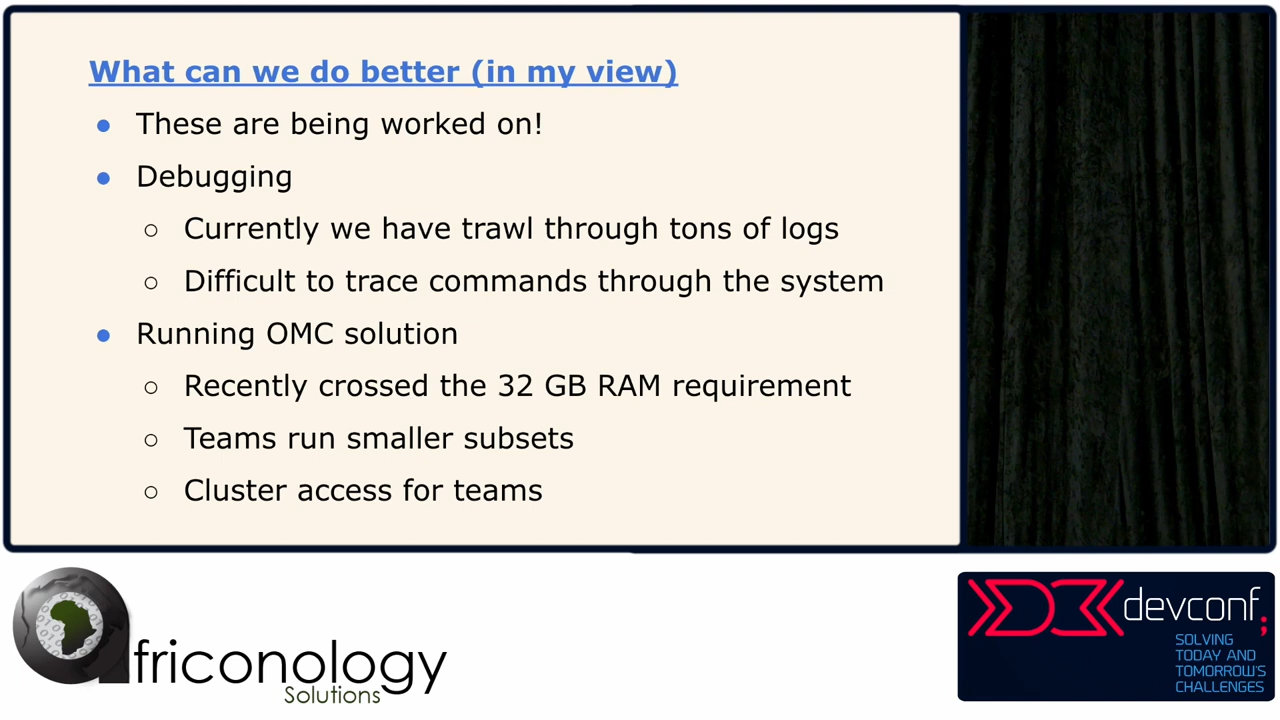 What can we do better (in my view)
● These are being worked on!
● Debugging
○ Currently we have trawl through tons of logs
○ Difficult to trace commands through the system
● Running OMC solution
○ Recently crossed the 32 GB RAM requirement
○ Teams run smaller subsets
○ Cluster access for teams
africonology
Solutions
devconf;
SOLVING
TODAY AND
TOMORROW'S
CHALLENGES